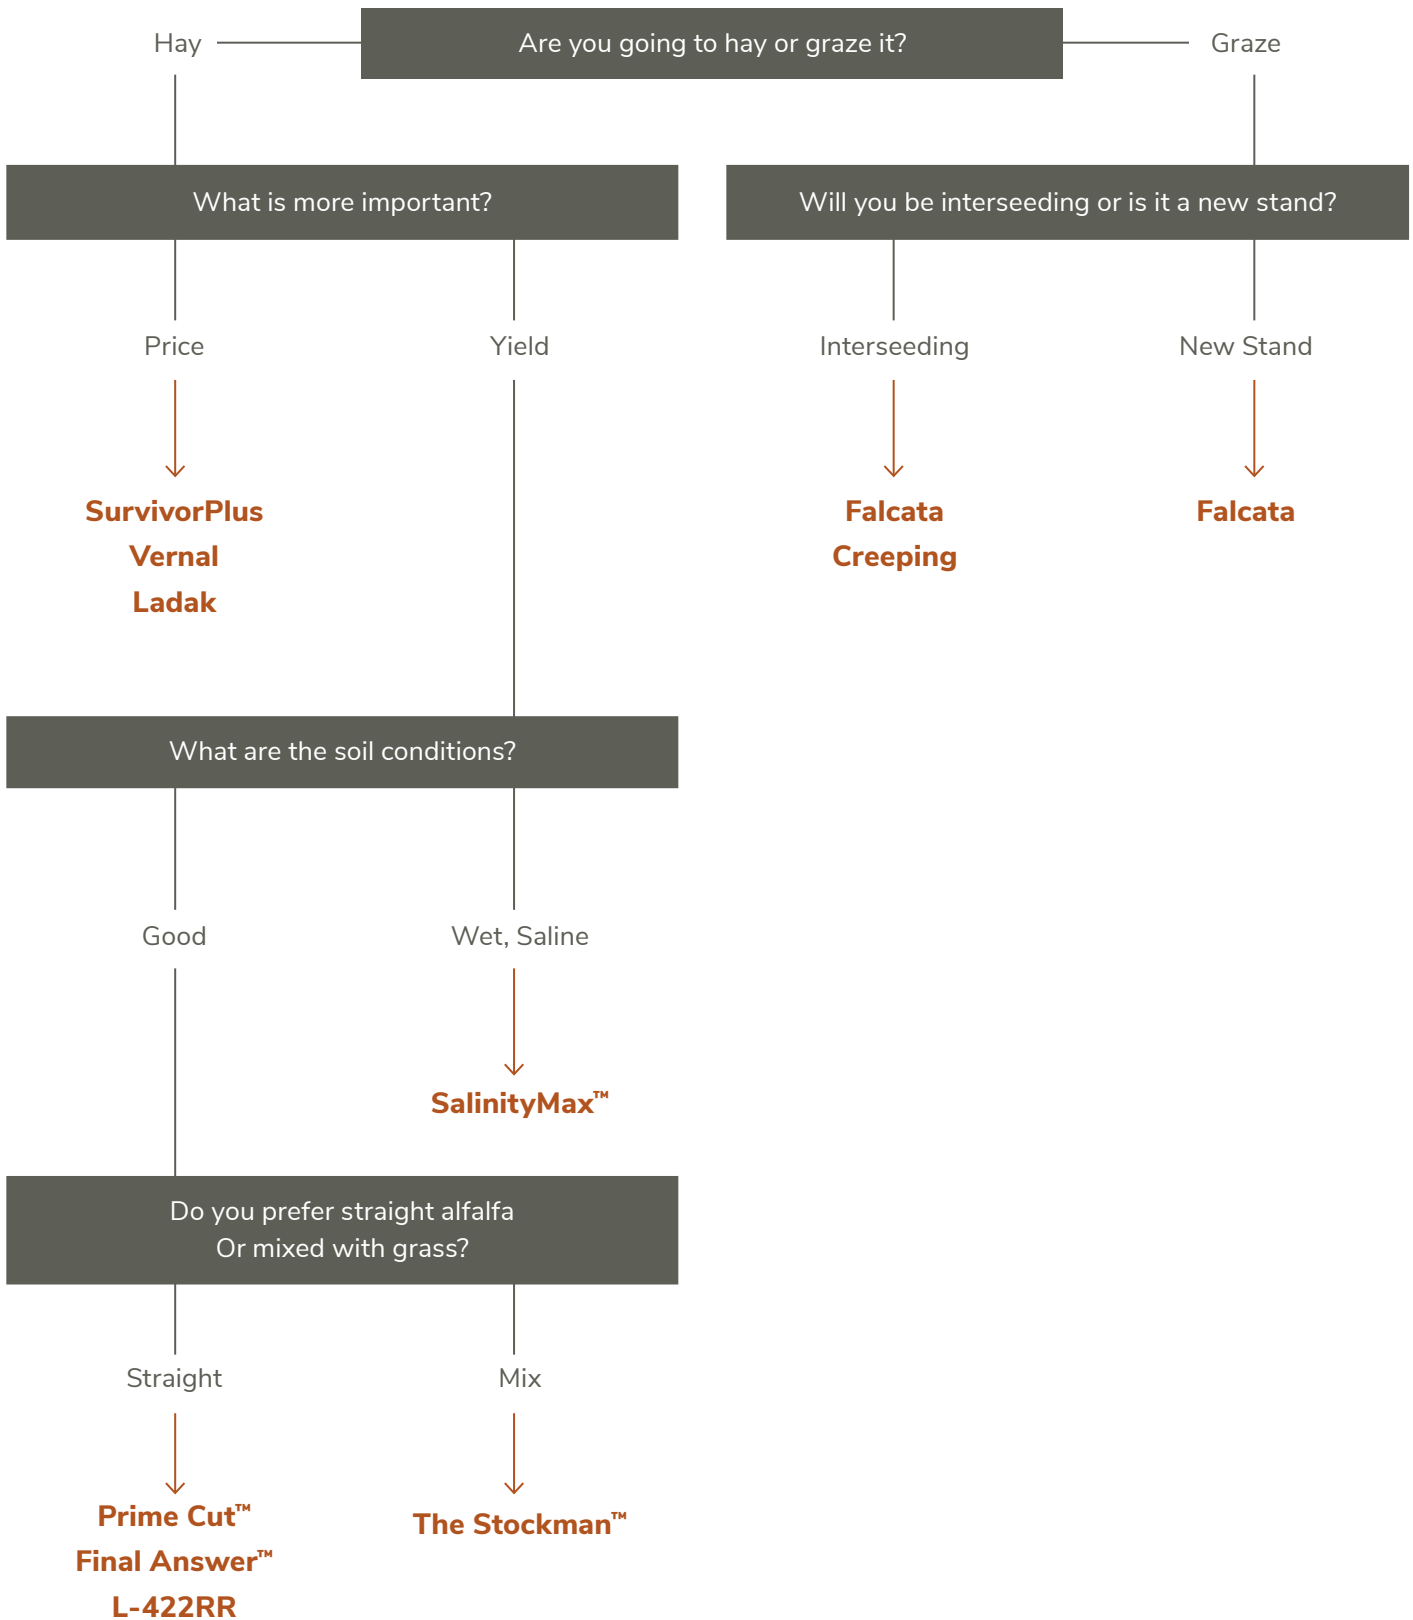 Hay
Are you going to hay or graze it?
Graze
What is more important?
Will you be interseeding or is it a new stand?
Price
Yield
Interseeding
New Stand
SurvivorPlus
Vernal
Ladak
Falcata
Creeping
Falcata
What are the soil conditions?
Good
Wet, Saline
SalinityMax™
Do you prefer straight alfalfa
Or mixed with grass?
Straight
Mix
Prime Cut™
Final Answer™
L-422RR
The Stockman™